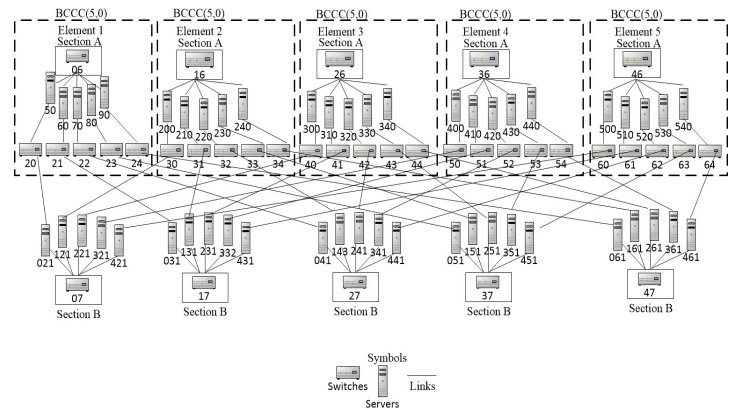 BCCC(5,0) BCCC(5,0) BCCC(5,0) BCCC(5,0) BCCC(5,0)
Element 1 Element 2 Element 3 Element 4 Element 5
Section A Section A Section A Section A Section A
06 16 26 36 46
50 60 70 80 90 200 210 220 230 240 300 310 320 330 340 400 410 420 430 440 500 510 520 530 540
20 21 22 23 24 30 31 32 33 34 40 41 42 43 44 50 51 52 53 54 60 61 62 63 64
021 121 221 321 421 031 131 231 332 431 041 143 241 341 441 051 151 251 351 451 061 161 261 361 461
07 17 27 37 47
Section B Section B Section B Section B Section B
Symbols
Switches Servers Links